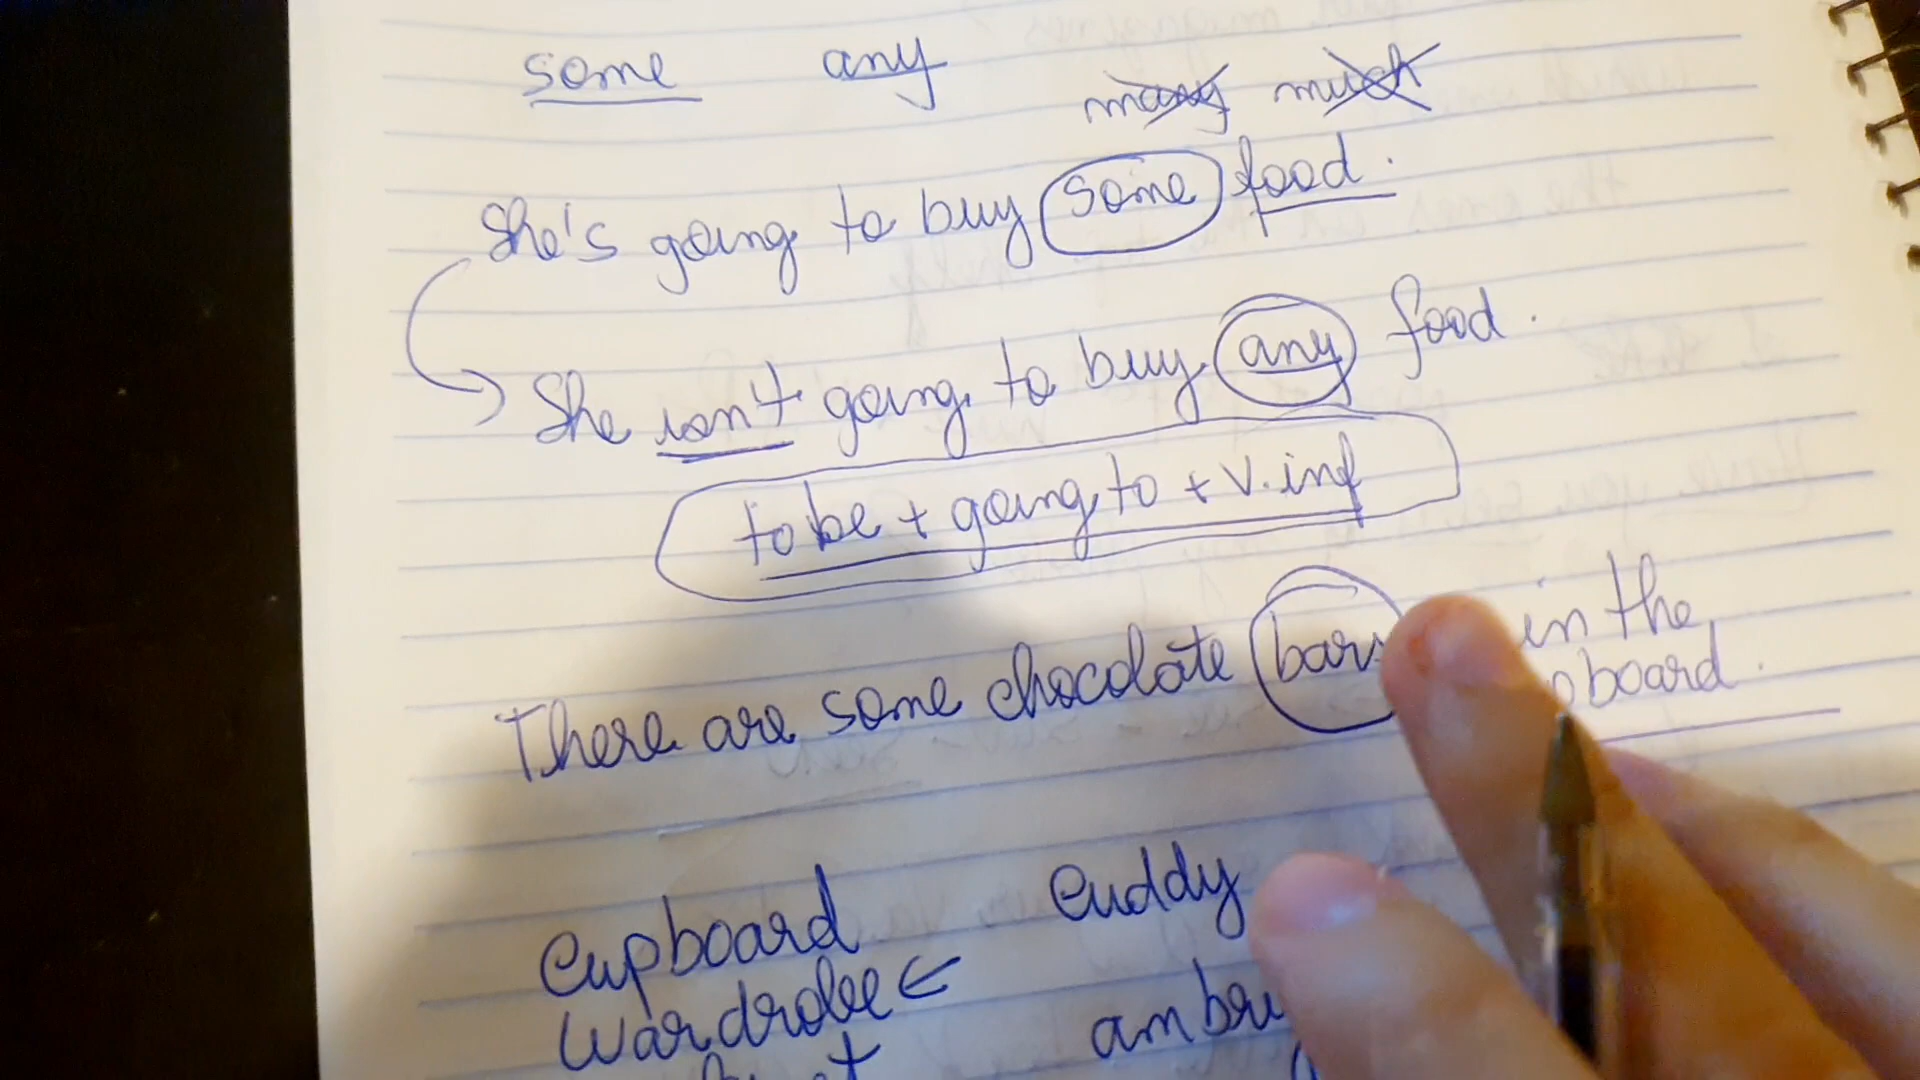 some any many much
She's going to buy some food.
She isn't going to buy any food.
to be + going to + v. inf
There are some chocolate bars in the
board.
Cupboard Cuddy
Wardrobe